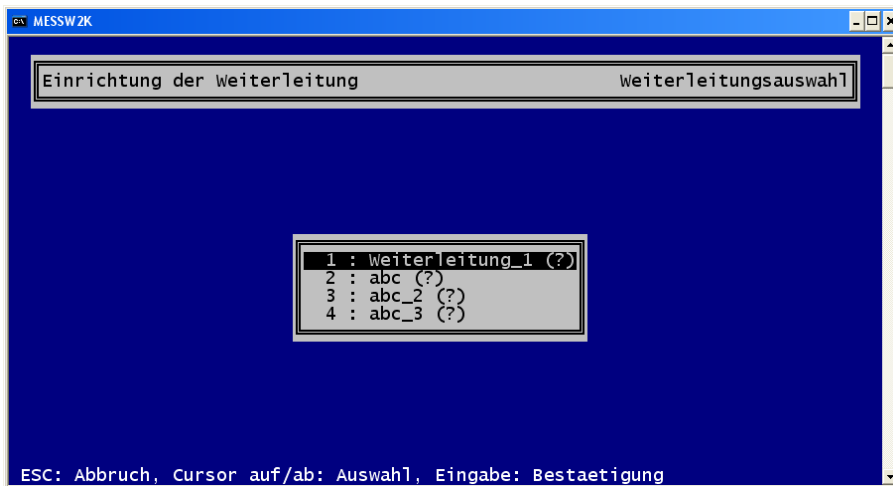 MESSW2K
Einrichtung der Weiterleitung Weiterleitungsauswahl
1 : Weiterleitung_1 (?)
2 : abc (?)
3 : abc_2 (?)
4 : abc_3 (?)
ESC: Abbruch, Cursor auf/ab: Auswahl, Eingabe: Bestaetigung